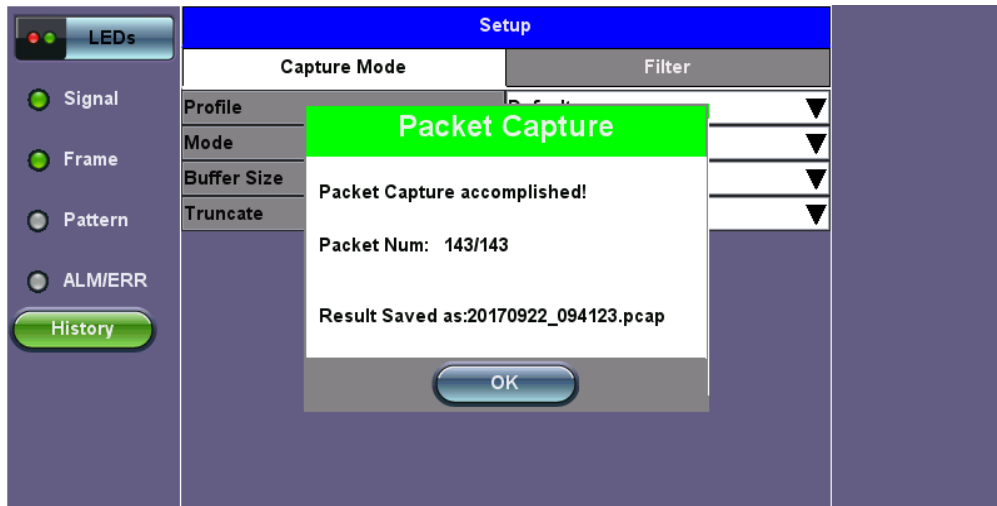 LEDs
Setup
Capture Mode
Filter
Signal
Profile
Packet Capture
Mode
Frame
Buffer Size
Packet Capture accomplished!
Truncate
Pattern
Packet Num: 143/143
ALM/ERR
Result Saved as:20170922_094123.pcap
History
OK